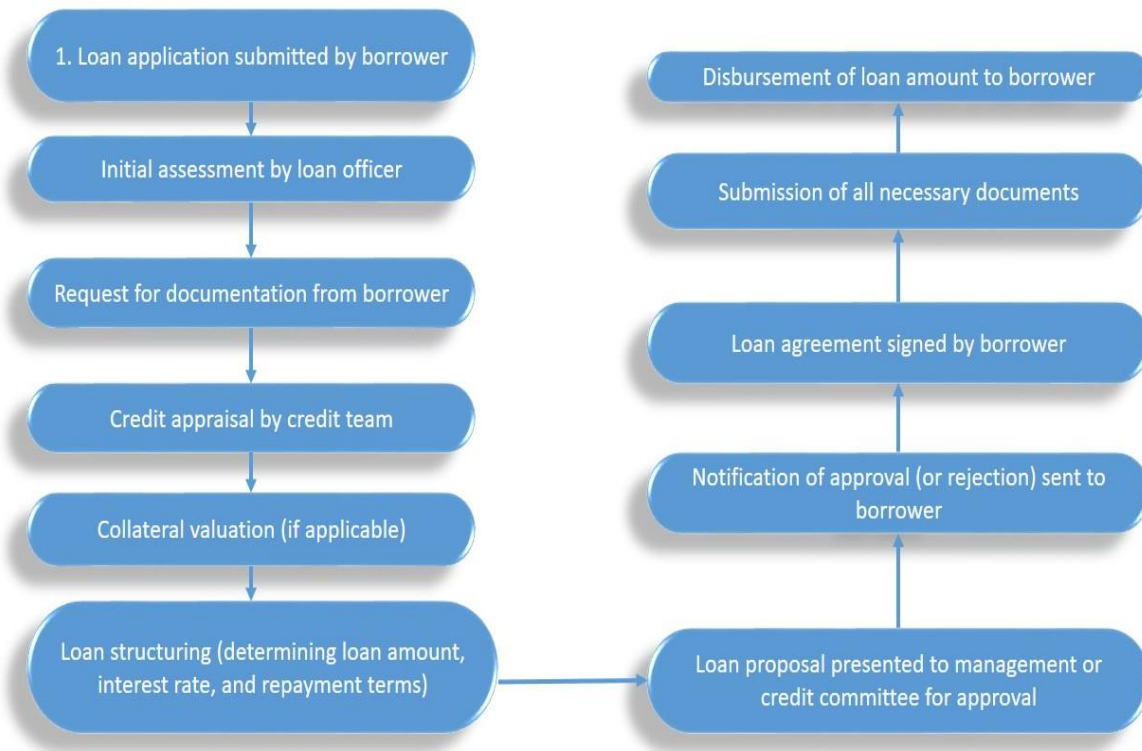 1. Loan application submitted by borrower
Initial assessment by loan officer
Request for documentation from borrower
Credit appraisal by credit team
Collateral valuation (if applicable)
Loan structuring (determining loan amount,
interest rate, and repayment terms)
Loan proposal presented to management or
credit committee for approval
Notification of approval (or rejection) sent to
borrower
Loan agreement signed by borrower
Submission of all necessary documents
Disbursement of loan amount to borrower